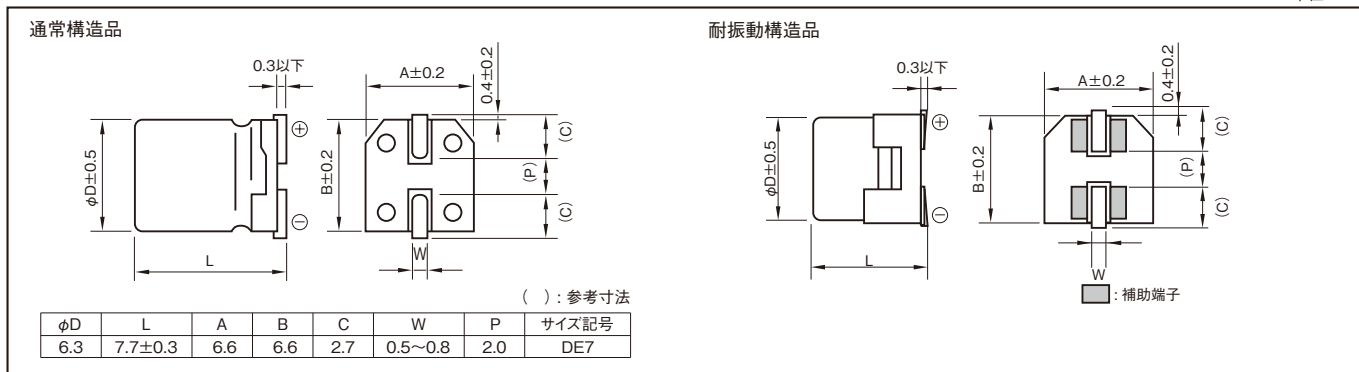 通常構造品
0.3以下
A±0.2
0.4±0.2
φD±0.5
⊕
⊖
B±0.2
(C)
(P)
(C)
L
W
( ) : 参考寸法
φD L A B C W P サイズ記号
6.3 7.7±0.3 6.6 6.6 2.7 0.5~0.8 2.0 DE7
耐振動構造品
0.3以下
A±0.2
0.4±0.2
φD±0.5
⊕
⊖
B±0.2
(C)
(P)
(C)
L
W
: 補助端子